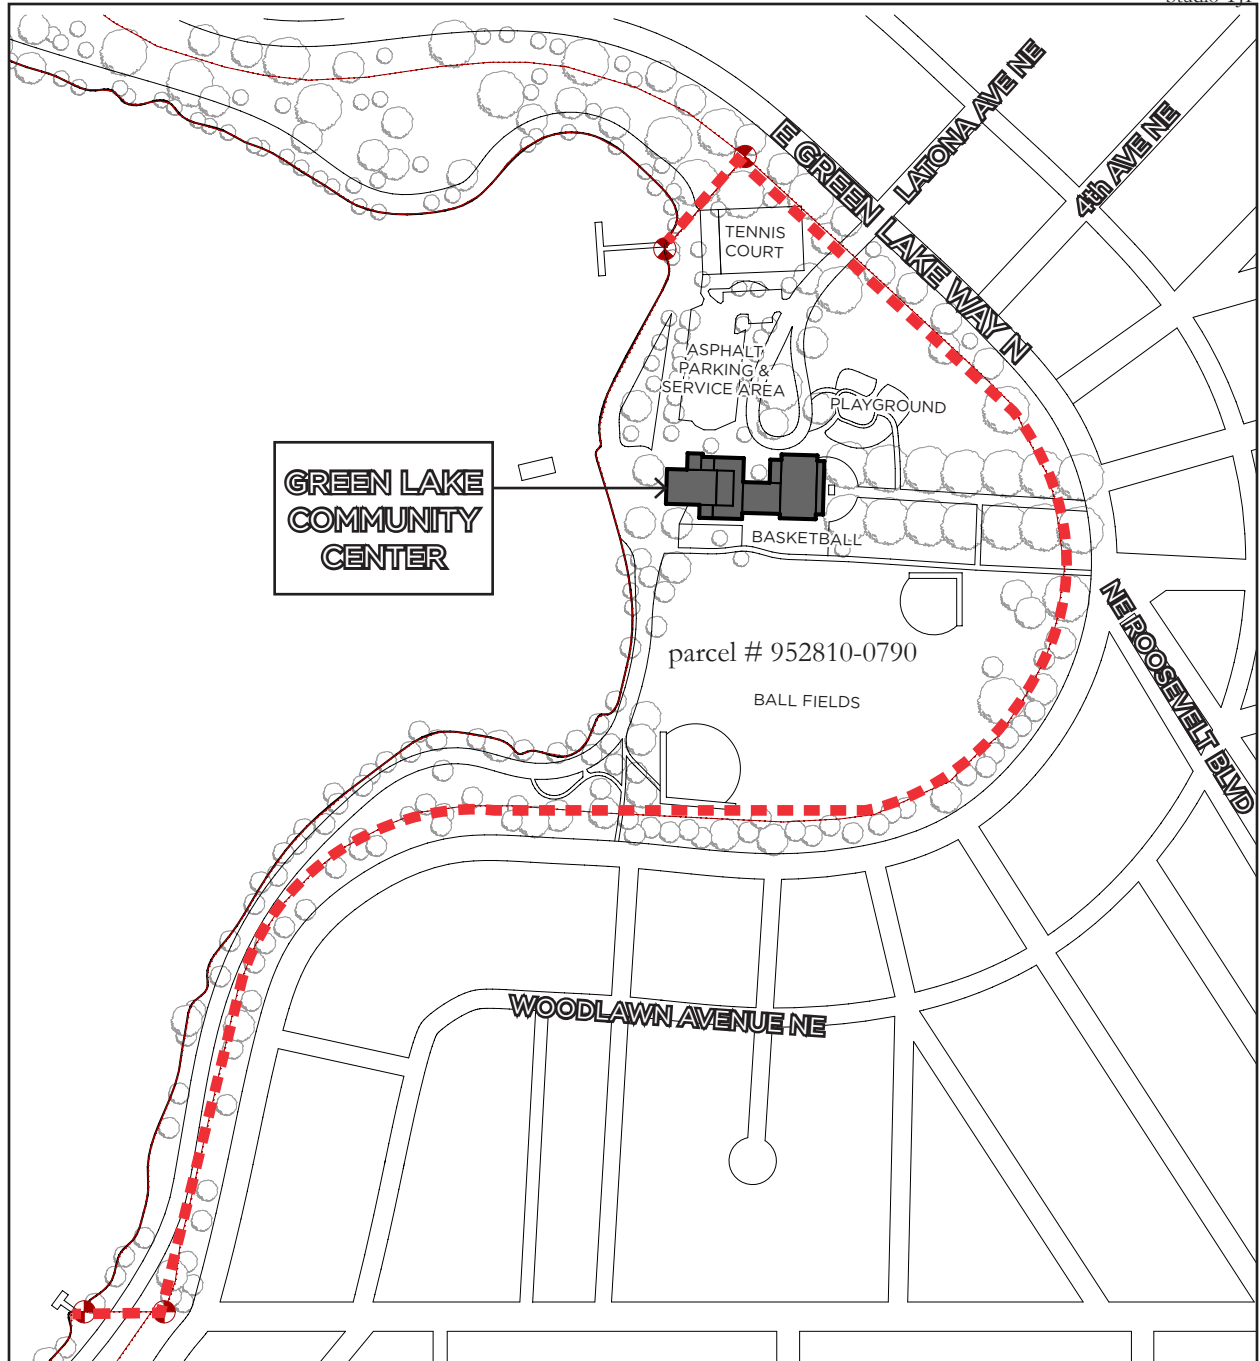 E GREEN LAKE WAY N
LATONA AVE NE
4th AVE NE
TENNIS
COURT
ASPHALT
PARKING &
SERVICE AREA
PLAYGROUND
GREEN LAKE
COMMUNITY
CENTER
BASKETBALL
NE ROOSEVELT BLVD
parcel # 952810-0790
BALL FIELDS
WOODLAWN AVENUE NE